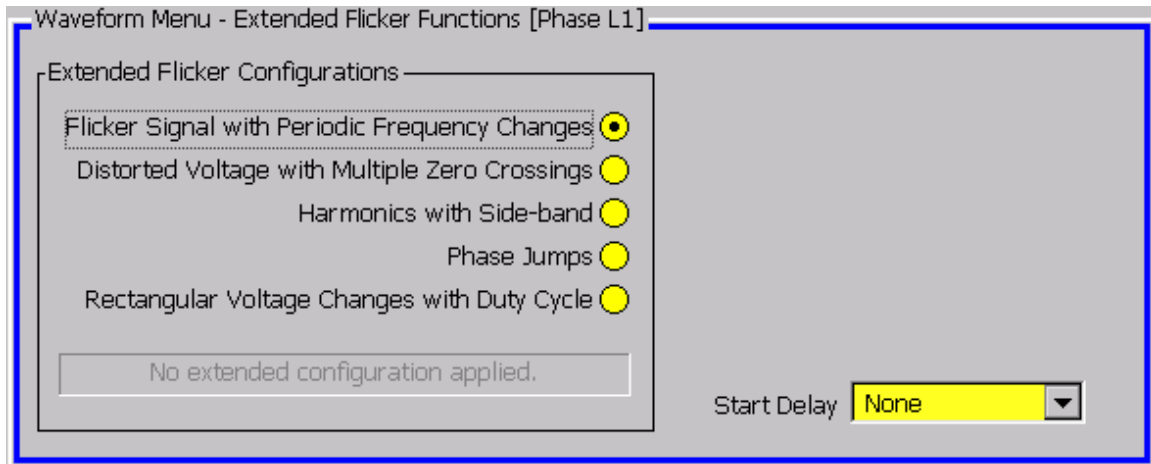 Waveform Menu - Extended Flicker Functions [Phase L1]
Extended Flicker Configurations
Flicker Signal with Periodic Frequency Changes
Distorted Voltage with Multiple Zero Crossings
Harmonics with Side-band
Phase Jumps
Rectangular Voltage Changes with Duty Cycle
No extended configuration applied.
Start Delay None